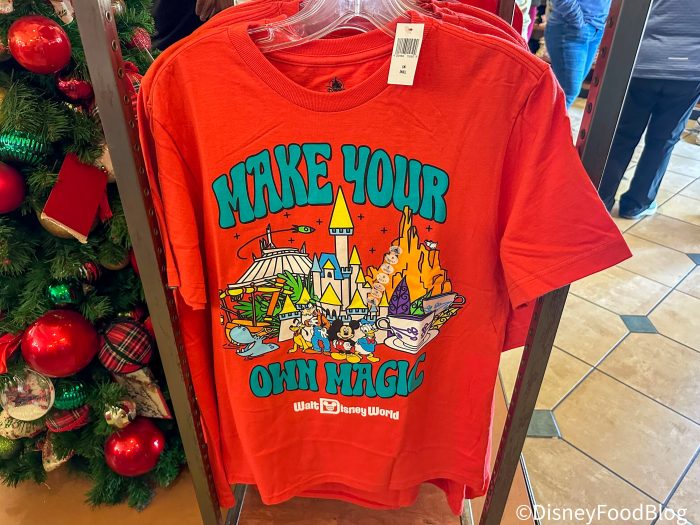 MAKE YOUR
OWN MAGIC
Walt Disney World
©DisneyFoodBlog